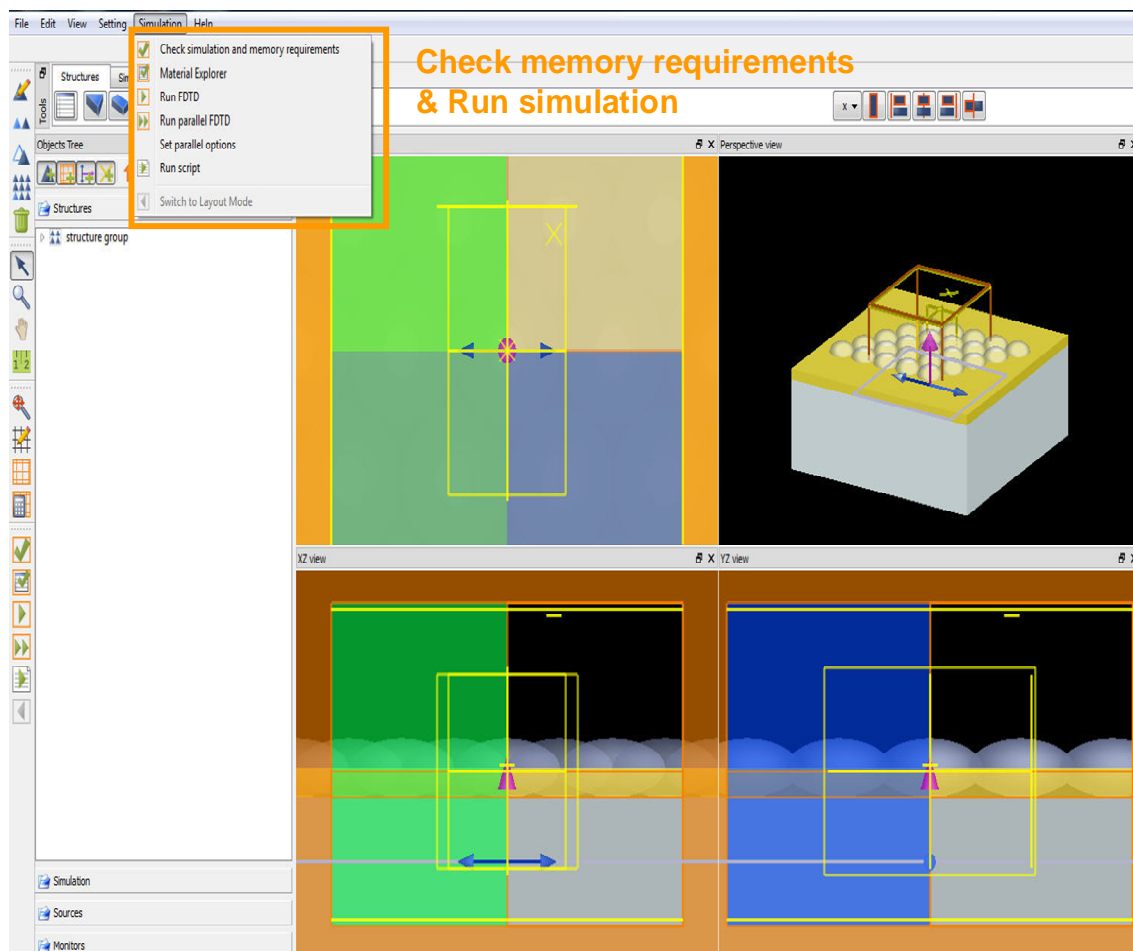 File Edit View Setting Simulation Help
Check simulation and memory requirements
Material Explorer
Run FDTD
Run parallel FDTD
Set parallel options
Run script
Switch to Layout Mode
Check memory requirements
& Run simulation
Structures
Tools
x
Objects Tree
Perspective view
Structures
structure group
X
1 2
XZ view
YZ view
Simulation
Sources
Monitors